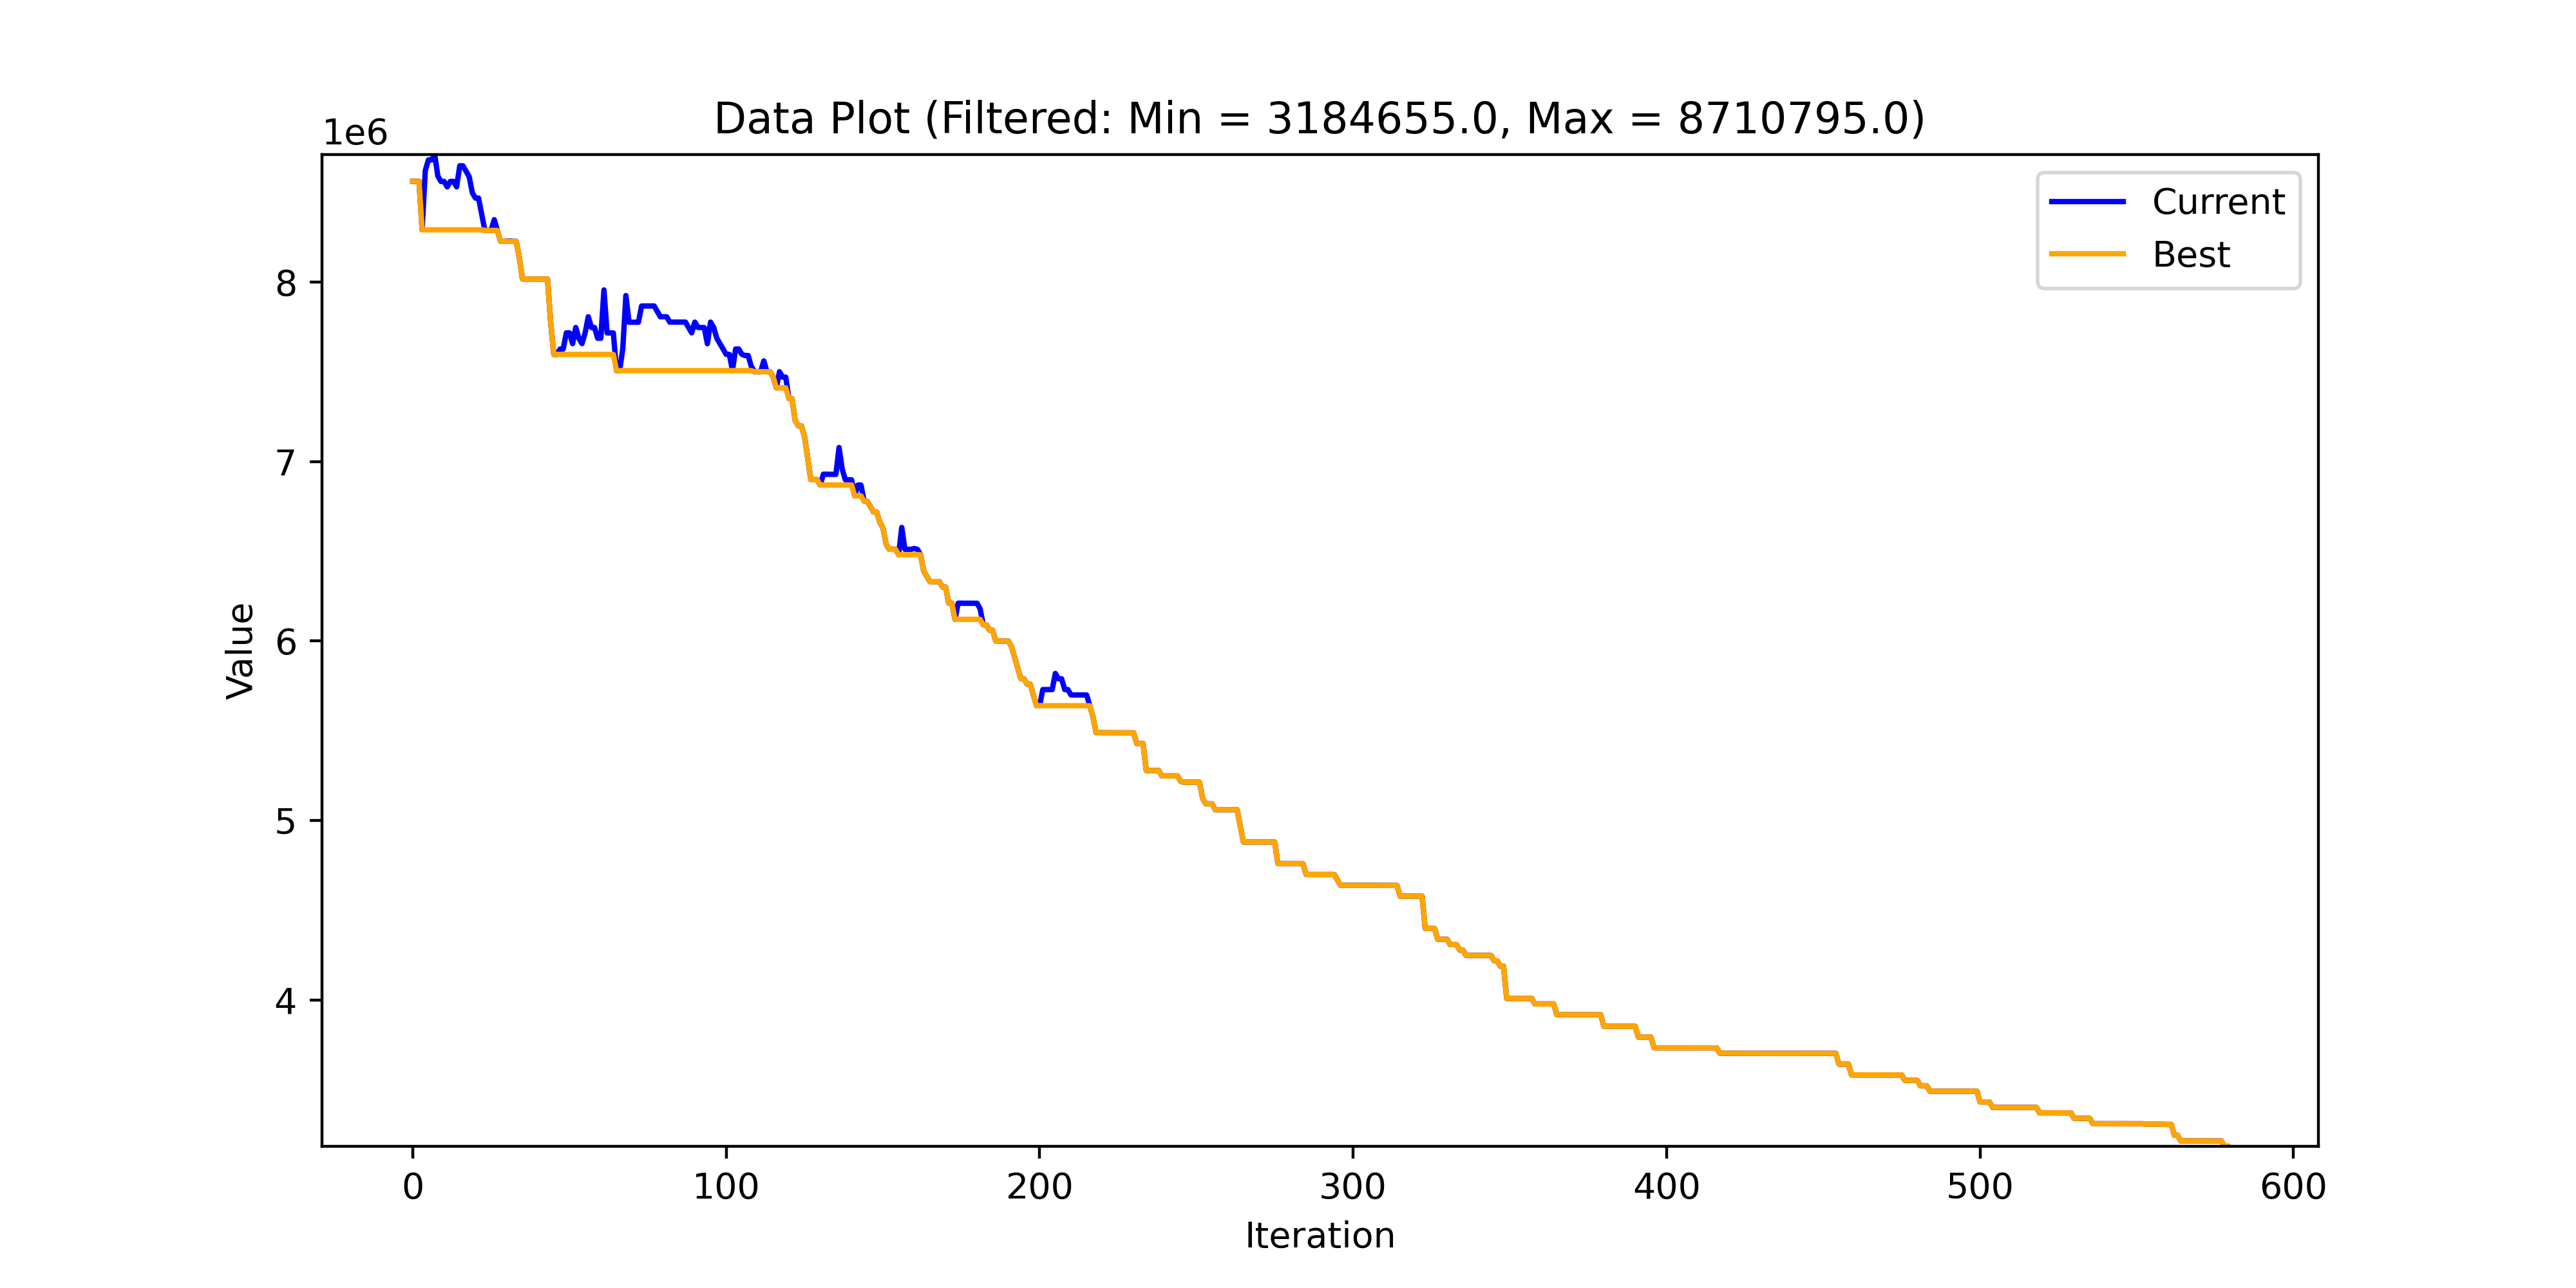 Data Plot (Filtered: Min = 3184655.0, Max = 8710795.0)
1e6
Current
Best
8
7
6
5
4
Value
0 100 200 300 400 500 600
Iteration